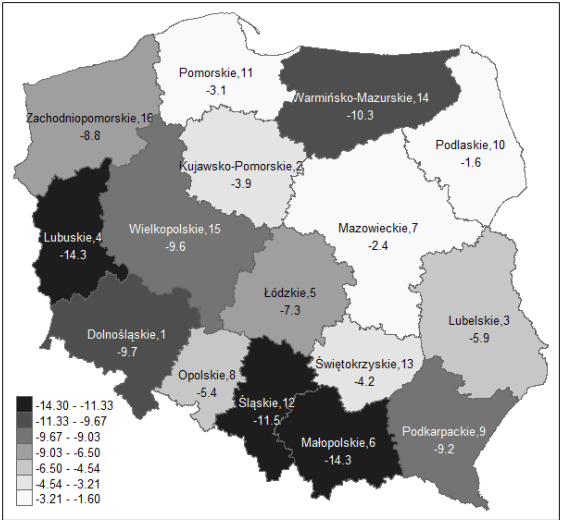 Pomorskie,11
-3.1
Warmińsko-Mazurskie,14
-10.3
Zachodniopomorskie,16
-8.8
Podlaskie,10
-1.6
Kujawsko-Pomorskie,2
-3.9
Lubuskie,4
-14.3
Wielkopolskie,15
-9.6
Mazowieckie,7
-2.4
Łódzkie,5
-7.3
Lubelskie,3
-5.9
Dolnośląskie,1
-9.7
Opolskie,8
-5.4
Świętokrzyskie,13
-4.2
Śląskie,12
-11.5
Małopolskie,6
-14.3
Podkarpackie,9
-9.2
-14.30 - -11.33
-11.33 - -9.67
-9.67 - -9.03
-9.03 - -6.50
-6.50 - -4.54
-4.54 - -3.21
-3.21 - -1.60